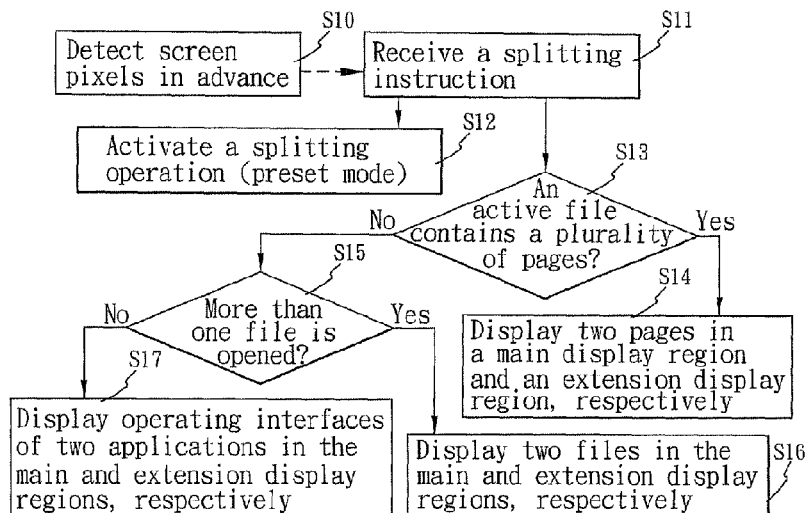 S10
Detect screen
pixels in advance
S11
Receive a splitting
instruction
S12
Activate a splitting
operation (preset mode)
S13
An
active file
contains a plurality
of pages?
No
Yes
S14
Display two pages in
a main display region
and an extension display
region, respectively
S15
More than
one file is
opened?
No
Yes
S17
Display operating interfaces
of two applications in the
main and extension display
regions, respectively
Display two files in the
main and extension display
regions, respectively
S16